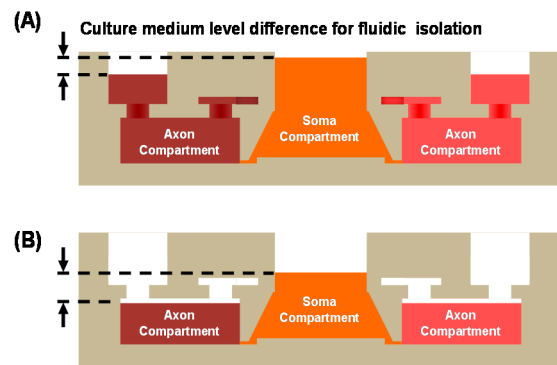 (A)
Culture medium level difference for fluidic isolation
Soma
Compartment
Axon
Compartment
Axon
Compartment
(B)
Soma
Compartment
Axon
Compartment
Axon
Compartment